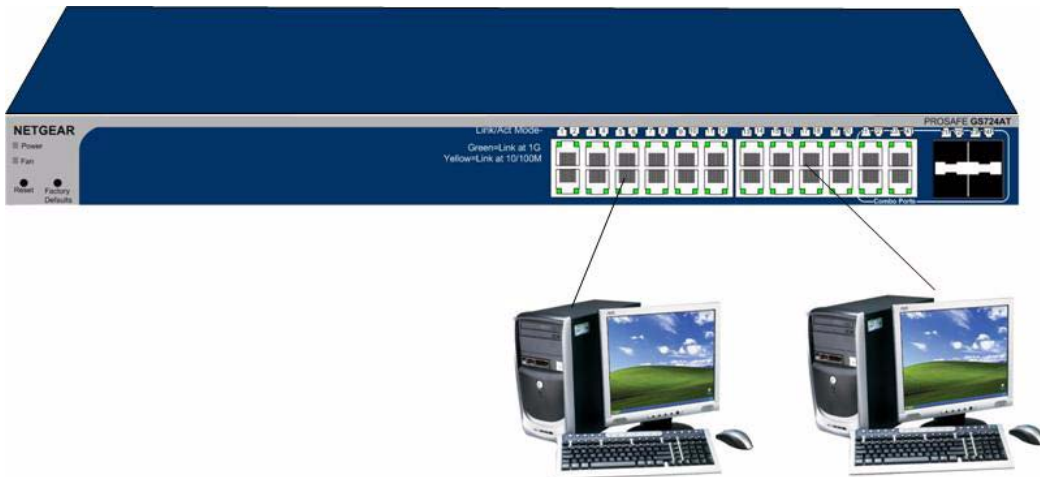 NETGEAR
Power
Fan
Reset
Factory
Defaults
Link/Act Mode-
Green=Link at 1G
Yellow=Link at 10/100M
PROSAFE GS724AT
Combo Ports